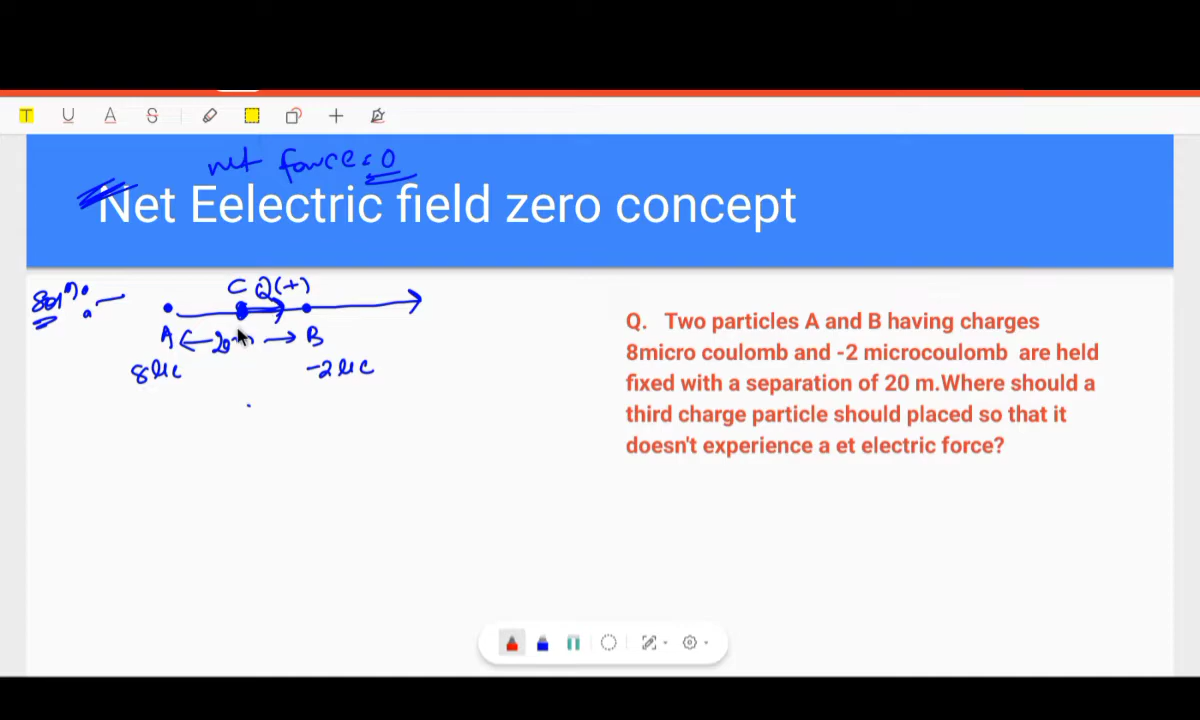 T U A S
net force = 0
Net Eelectric field zero concept
Soln:-
C Q(+)
A 20m B
8μC -2μC
Q. Two particles A and B having charges
8micro coulomb and -2 microcoulomb are held
fixed with a separation of 20 m.Where should a
third charge particle should placed so that it
doesn't experience a et electric force?